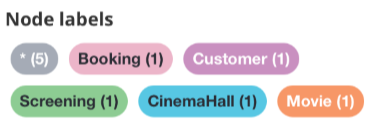 Node labels
* (5) Booking (1) Customer (1)
Screening (1) CinemaHall (1) Movie (1)